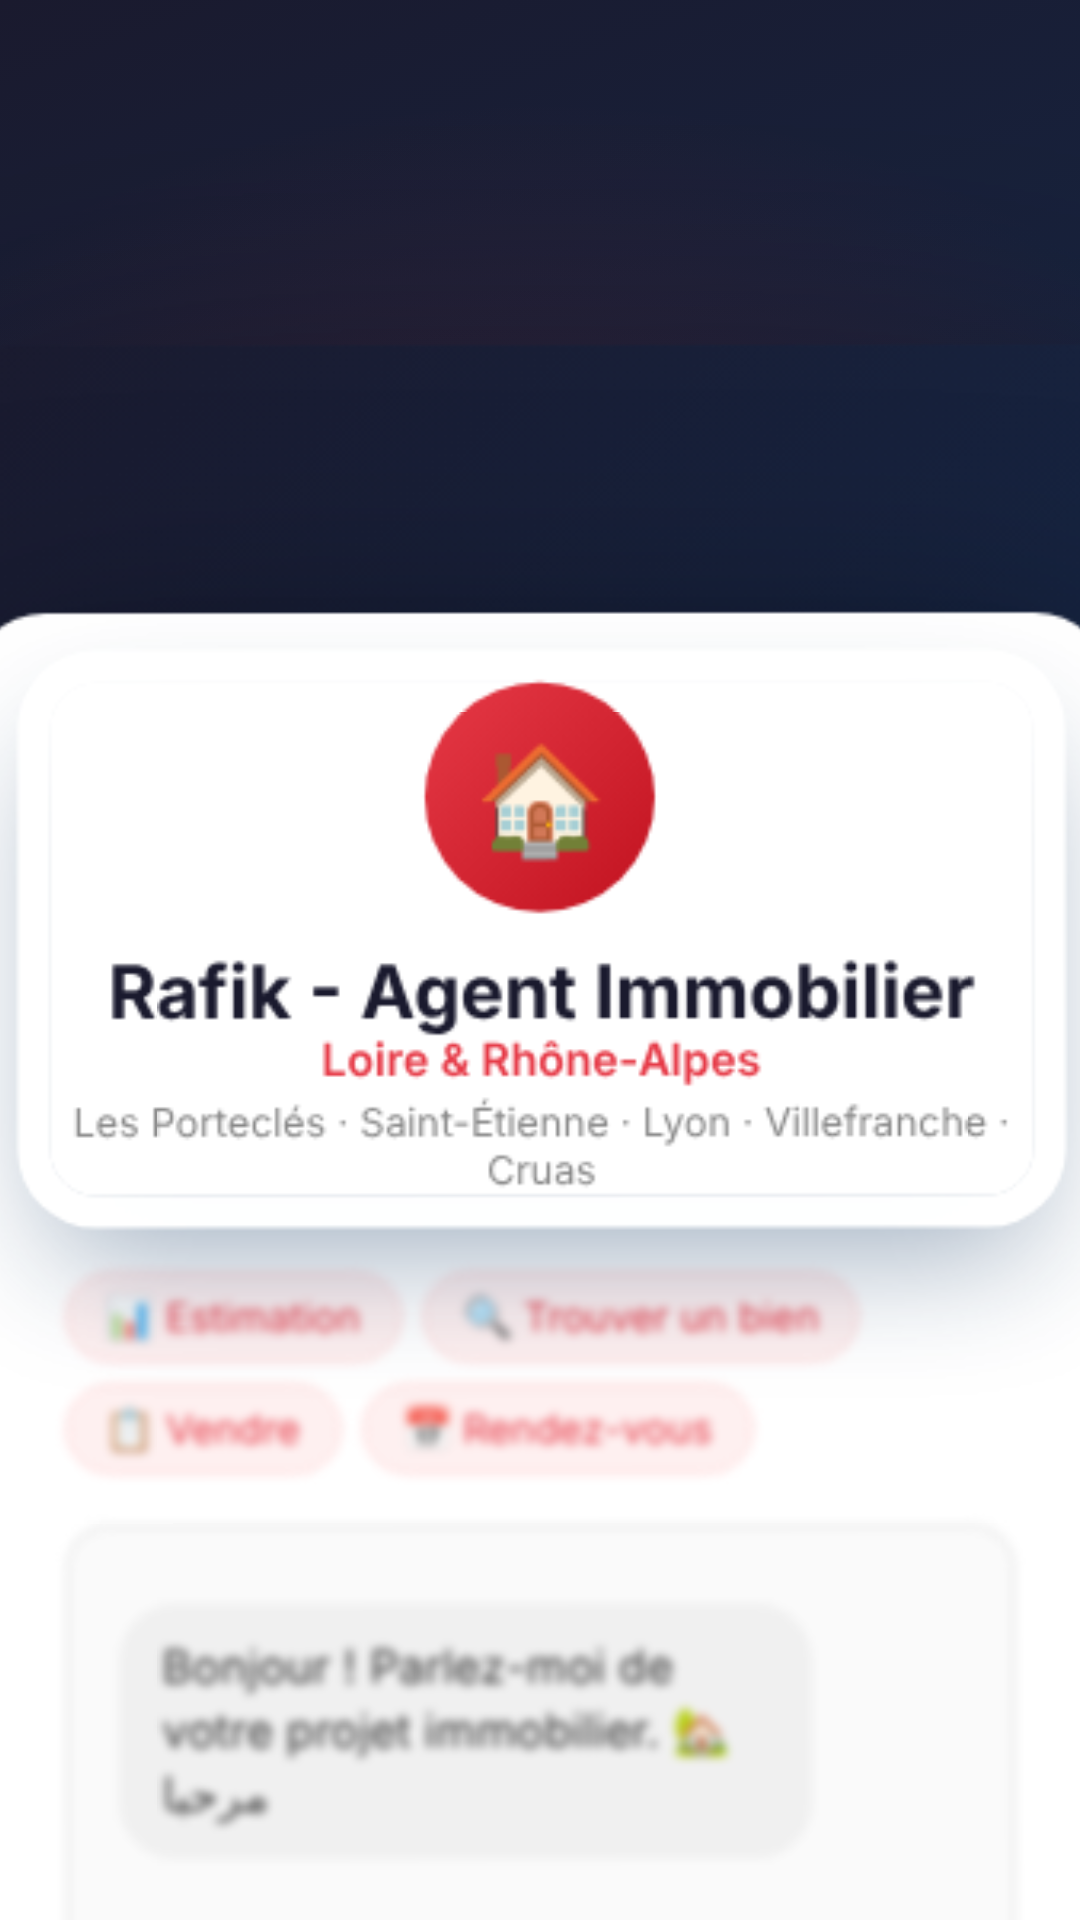 Rafik - Agent Immobilier
Loire & Rhône-Alpes
Les Porteclés · Saint-Étienne · Lyon · Villefranche ·
Cruas
Estimation
Trouver un bien
Vendre
Rendez-vous
Bonjour ! Parlez-moi de
votre projet immobilier.
مرحبا